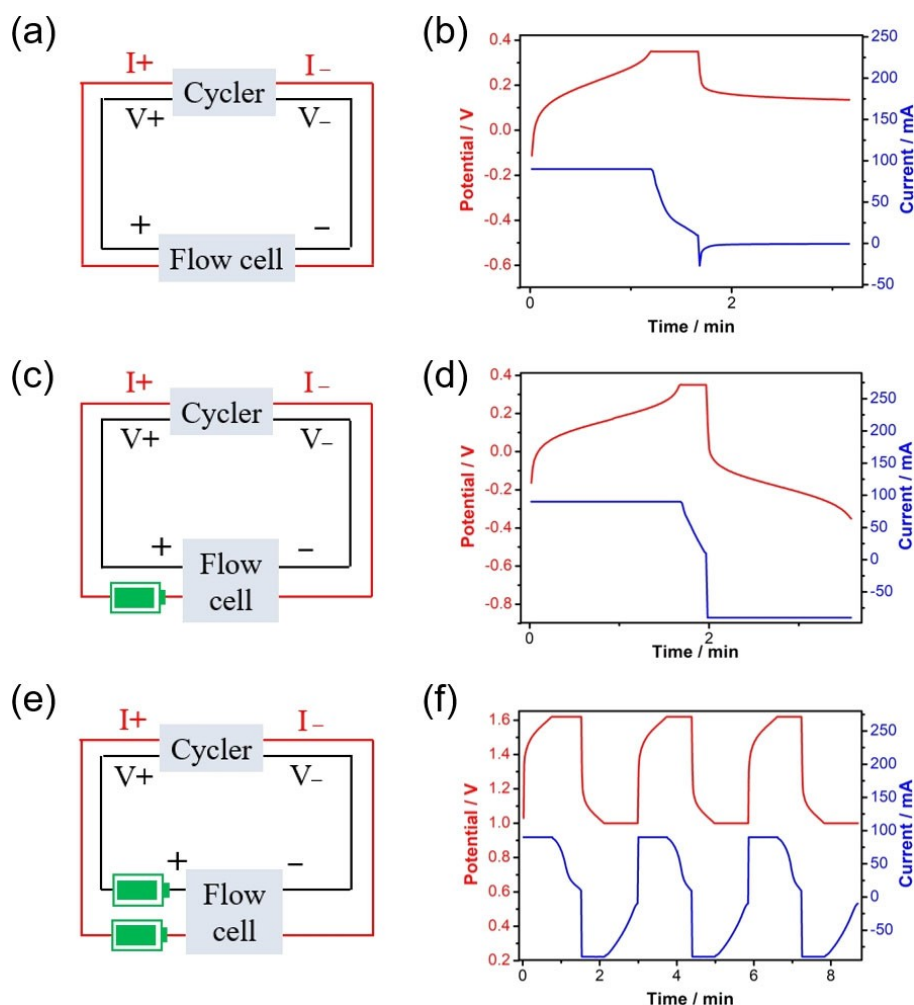 (a)
I+
I-
Cycler
V+
V-
+
-
Flow cell
(b)
0.4
0.2
0.0
-0.2
-0.4
-0.6
Potential / V
250
200
150
100
50
0
-50
Current / mA
0
2
Time / min
(c)
I+
I-
Cycler
V+
V-
+
-
Flow
cell
(d)
0.4
0.2
0.0
-0.2
-0.4
-0.6
-0.8
Potential / V
250
200
150
100
50
0
-50
Current / mA
0
2
Time / min
(e)
I+
I-
Cycler
V+
V-
+
-
Flow
cell
(f)
1.6
1.4
1.2
1.0
0.8
0.6
0.4
0.2
Potential / V
250
200
150
100
50
0
-50
Current / mA
0
2
4
6
8
Time / min